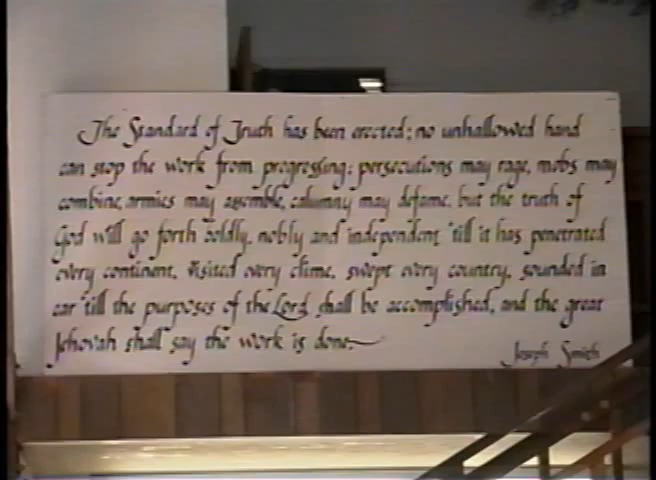 The Standard of Truth has been erected; no unhallowed hand
can stop the work from progressing; persecutions may rage, mobs may
combine, armies may assemble, calumny may defame, but the truth of
God will go forth boldly, nobly and independent 'till it has penetrated
every continent, visited every clime, swept every country, sounded in
ear 'till the purposes of the Lord shall be accomplished, and the great
Jehovah shall say the work is done.
Joseph Smith